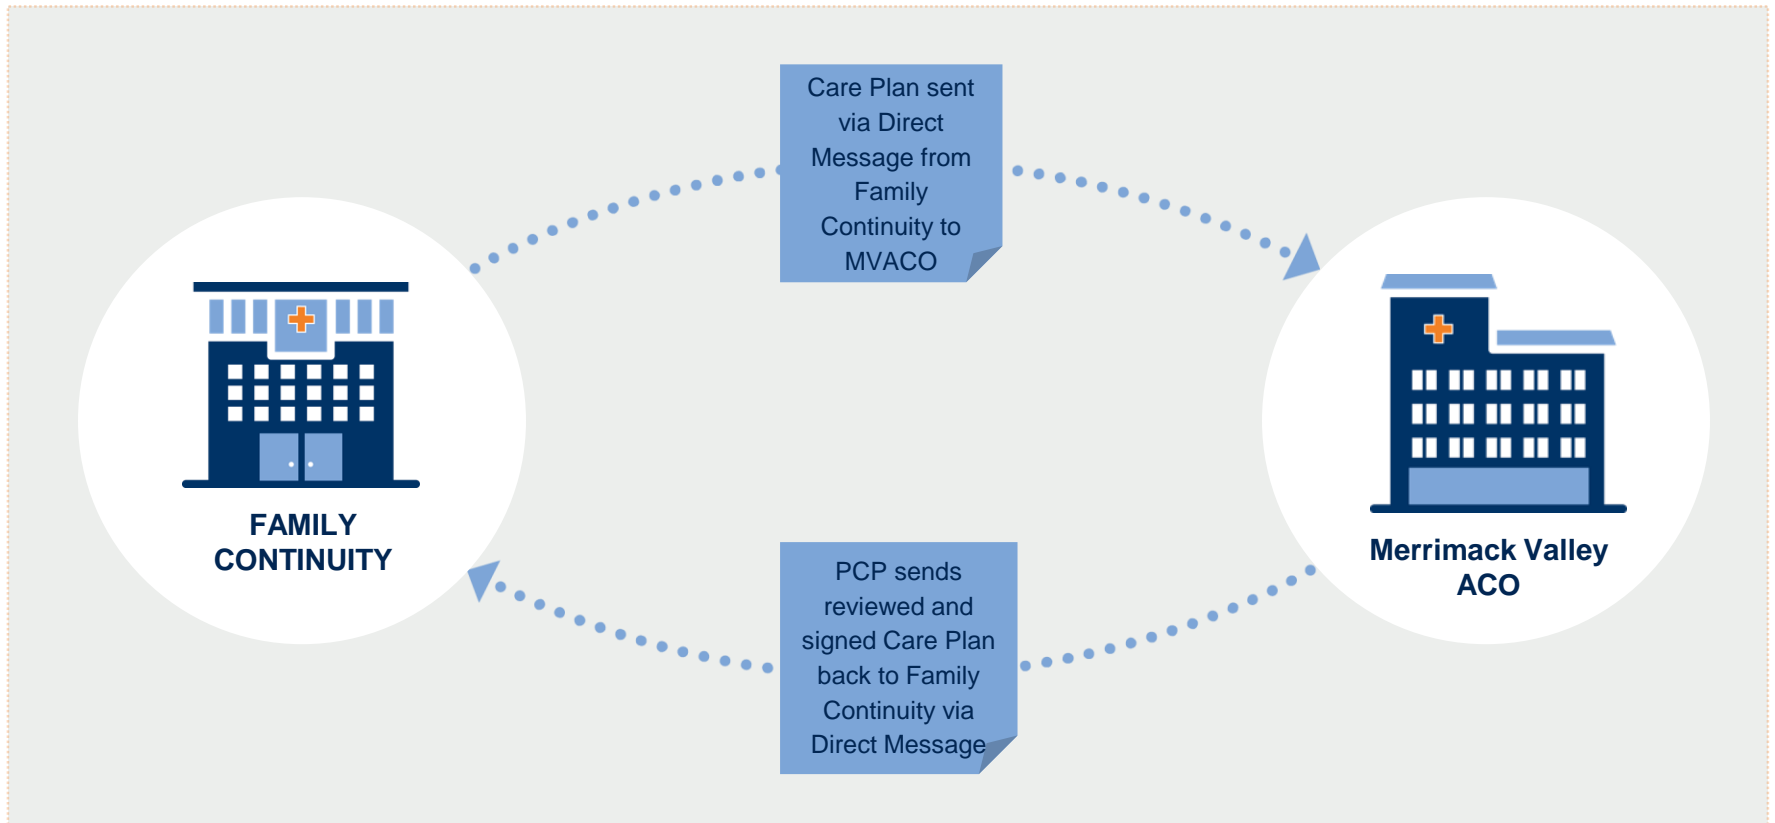 Care Plan sent
via Direct
Message from
Family
Continuity to
MVACO
FAMILY
CONTINUITY
Merrimack Valley
ACO
PCP sends
reviewed and
signed Care Plan
back to Family
Continuity via
Direct Message